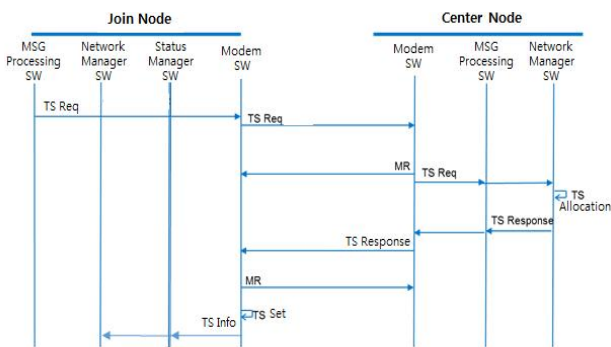 Join Node
Center Node
MSG
Processing
SW
Network
Manager
SW
Status
Manager
SW
Modem
SW
Modem
SW
MSG
Processing
SW
Network
Manager
SW
TS Req
TS Req
MR
TS Req
TS
Allocation
TS Response
TS Response
MR
TS Set
TS Info